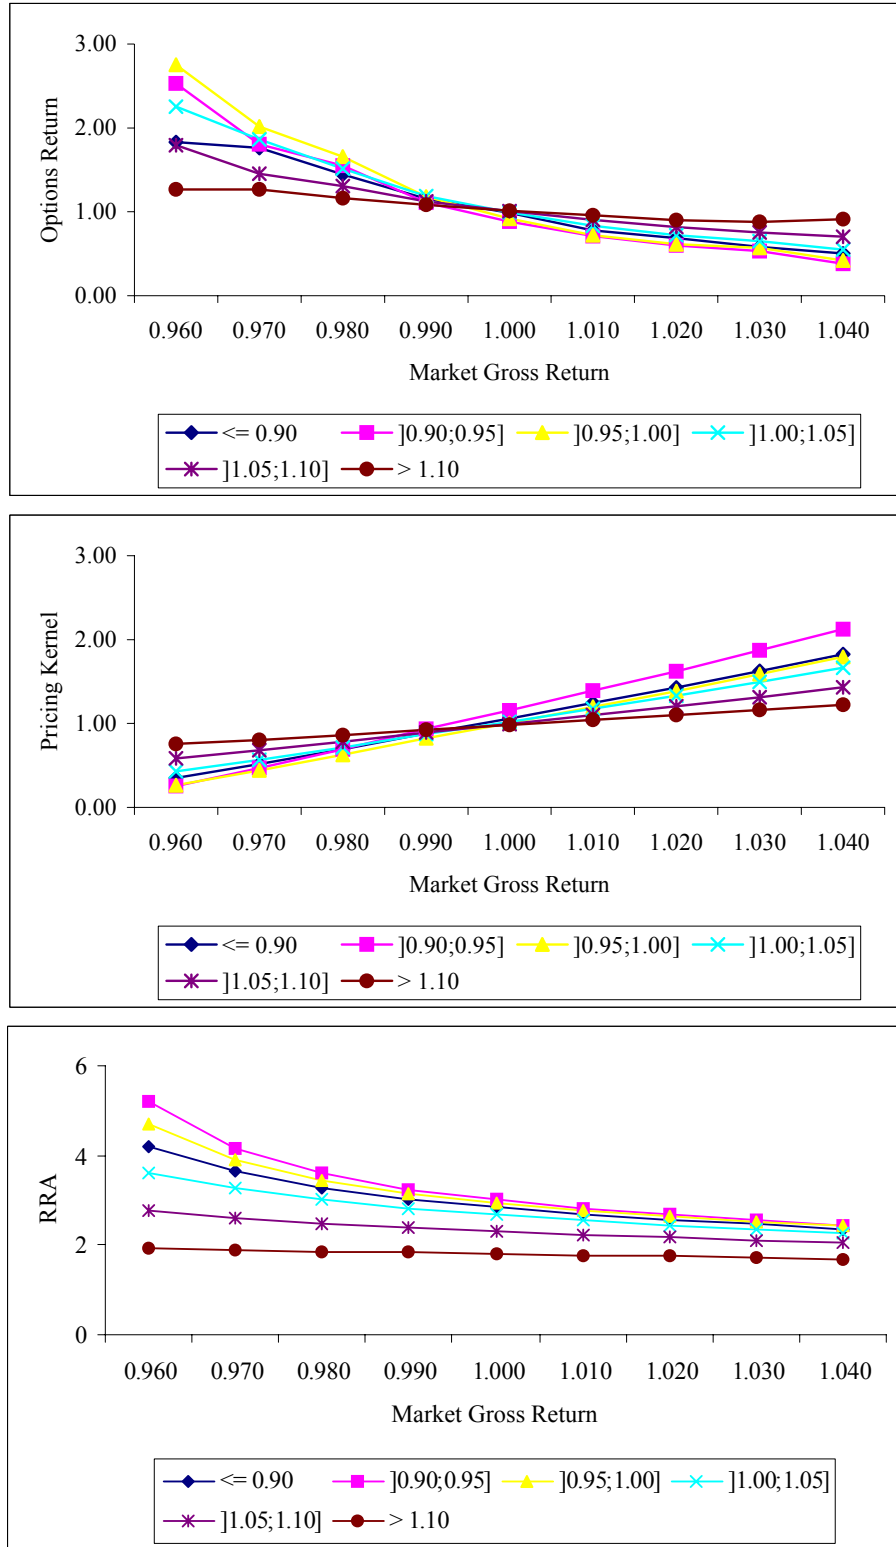 3.00
2.00
1.00
0.00
Options Return
0.960 0.970 0.980 0.990 1.000 1.010 1.020 1.030 1.040
Market Gross Return
<= 0.90 ]0.90;0.95] ]0.95;1.00] ]1.00;1.05]
]1.05;1.10] > 1.10
3.00
2.00
1.00
0.00
Pricing Kernel
0.960 0.970 0.980 0.990 1.000 1.010 1.020 1.030 1.040
Market Gross Return
<= 0.90 ]0.90;0.95] ]0.95;1.00] ]1.00;1.05]
]1.05;1.10] > 1.10
6
4
2
0
RRA
0.960 0.970 0.980 0.990 1.000 1.010 1.020 1.030 1.040
Market Gross Return
<= 0.90 ]0.90;0.95] ]0.95;1.00] ]1.00;1.05]
]1.05;1.10] > 1.10